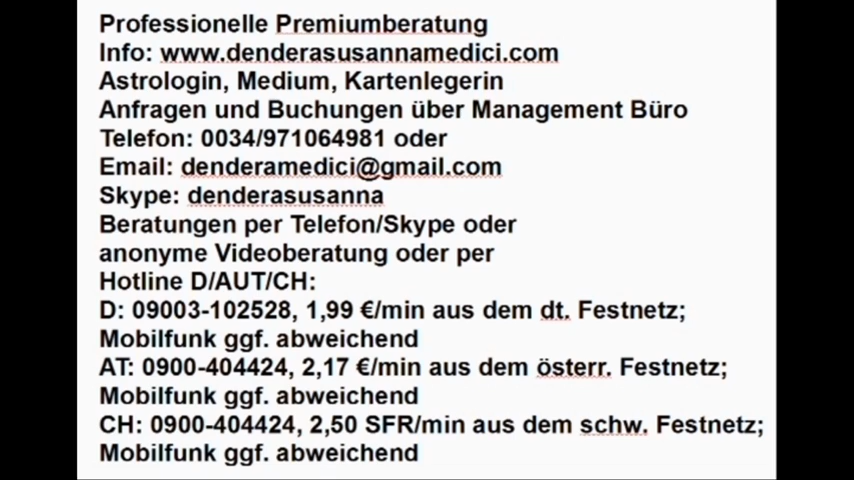 Professionelle Premiumberatung
Info: www.denderasusannamedici.com
Astrologin, Medium, Kartenlegerin
Anfragen und Buchungen über Management Büro
Telefon: 0034/971064981 oder
Email: denderamedici@gmail.com
Skype: denderasusanna
Beratungen per Telefon/Skype oder
anonyme Videoberatung oder per
Hotline D/AUT/CH:
D: 09003-102528, 1,99 €/min aus dem dt. Festnetz;
Mobilfunk ggf. abweichend
AT: 0900-404424, 2,17 €/min aus dem österr. Festnetz;
Mobilfunk ggf. abweichend
CH: 0900-404424, 2,50 SFR/min aus dem schw. Festnetz;
Mobilfunk ggf. abweichend